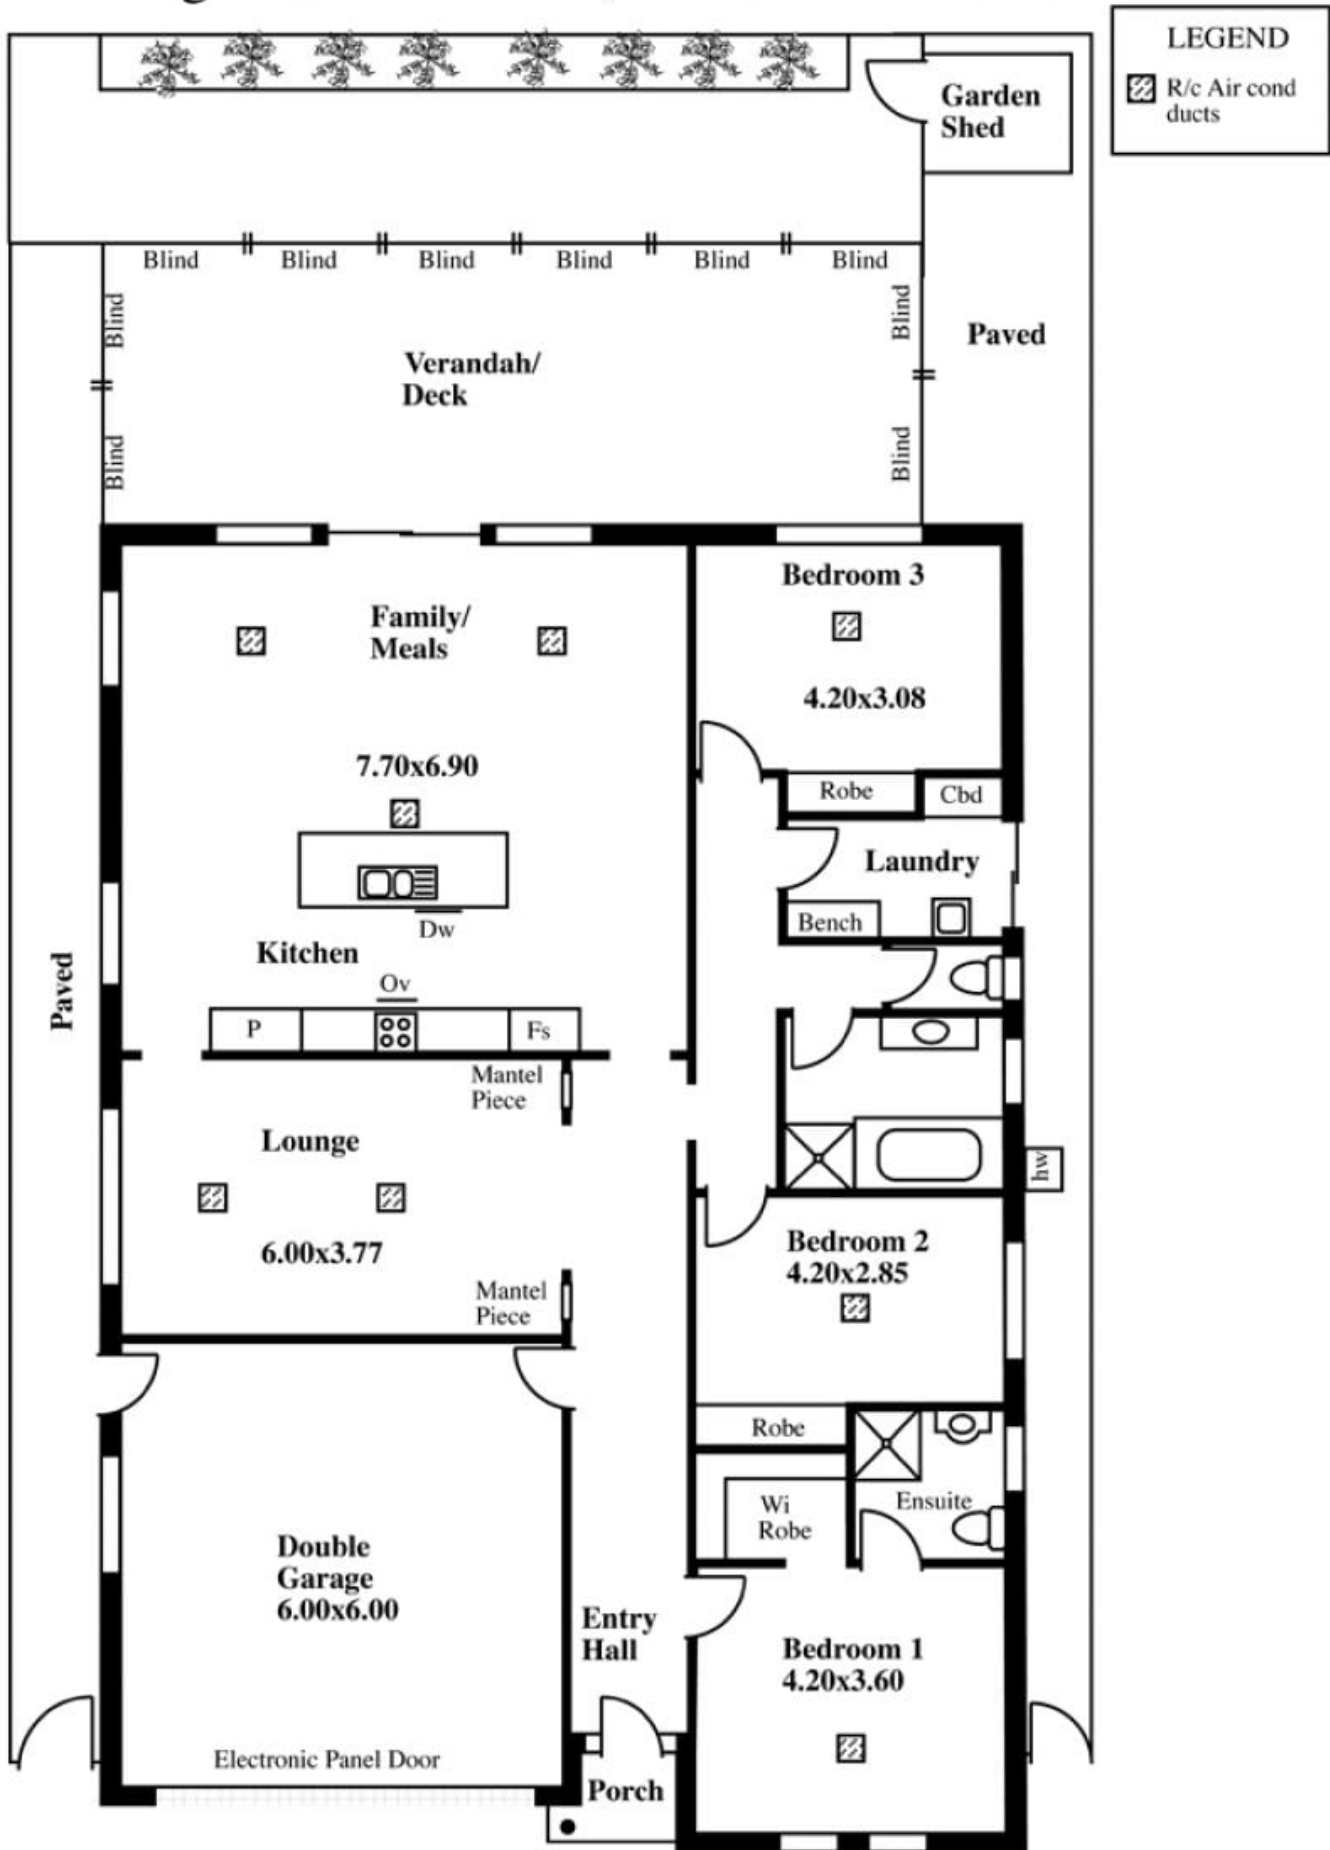 LEGEND
R/c Air cond
ducts
Garden
Shed
Blind
Blind
Blind
Blind
Blind
Blind
Blind
Blind
Verandah/
Deck
Paved
Blind
Blind
Bedroom 3
Family/
Meals
4.20x3.08
7.70x6.90
Robe
Cbd
Laundry
Bench
Dw
Kitchen
Paved
Ov
P
Fs
Mantel
Piece
Lounge
hw
6.00x3.77
Bedroom 2
4.20x2.85
Mantel
Piece
Robe
Ensuite
Wi
Robe
Double
Garage
6.00x6.00
Entry
Hall
Bedroom 1
4.20x3.60
Electronic Panel Door
Porch